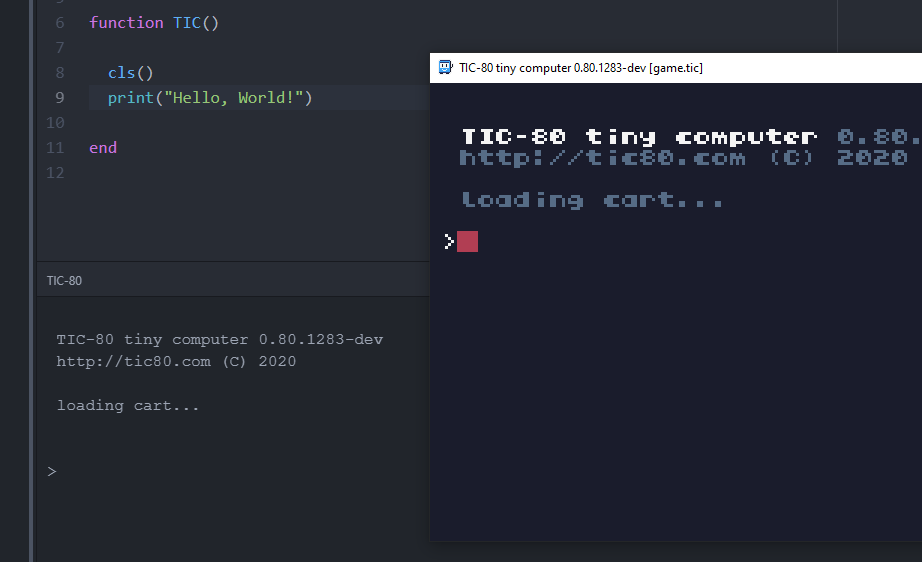 6 function TIC()
7
8 cls()
9 print("Hello, World!")
10
11 end
12
TIC-80
TIC-80 tiny computer 0.80.1283-dev
http://tic80.com (C) 2020
loading cart...
>
TIC-80 tiny computer 0.80.1283-dev [game.tic]
TIC-80 tiny computer 0.80.
http://tic80.com (C) 2020
loading cart...
>